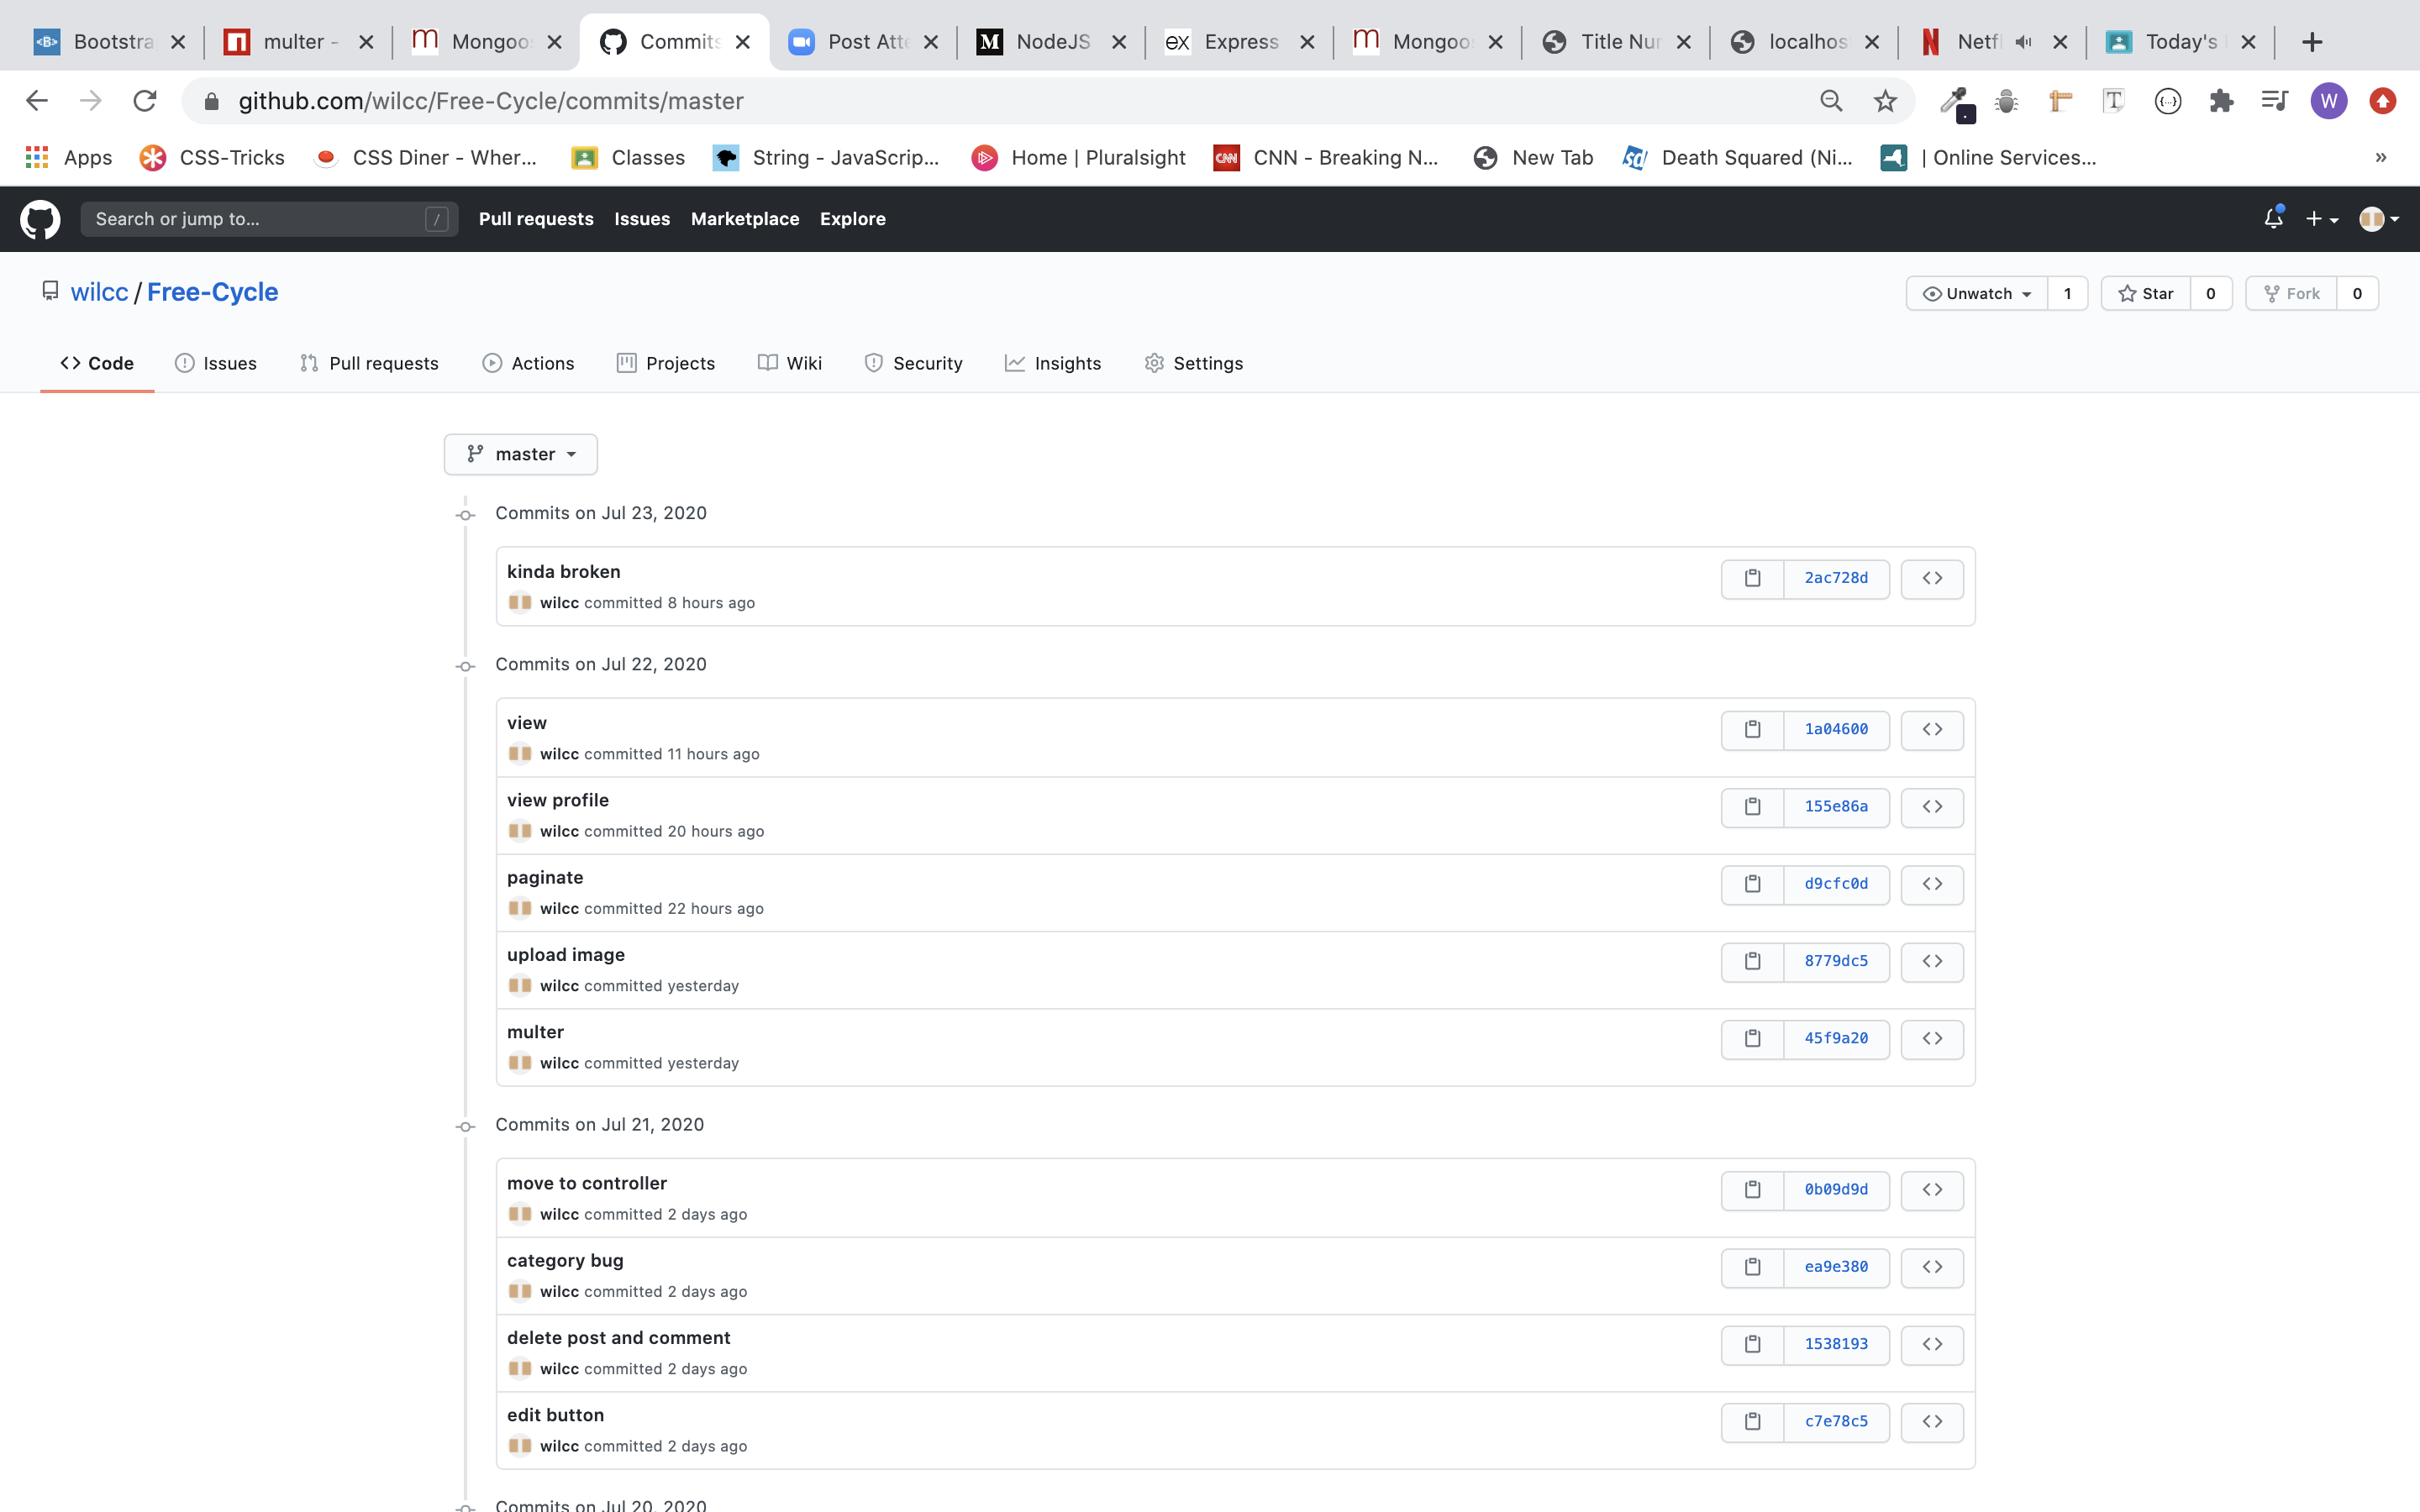 Bootstra multer - Mongoo Commits Post Atte NodeJS Express Mongoo Title Nur localhos Netfl Today's
github.com/wilcc/Free-Cycle/commits/master
W
Apps CSS-Tricks CSS Diner - Wher... Classes String - JavaScrip... Home | Pluralsight CNN - Breaking N... New Tab Death Squared (Ni... | Online Services... »
Search or jump to... / Pull requests Issues Marketplace Explore
wilcc / Free-Cycle
Unwatch 1 Star 0 Fork 0
Code Issues Pull requests Actions Projects Wiki Security Insights Settings
master
Commits on Jul 23, 2020
kinda broken
2ac728d
wilcc committed 8 hours ago
Commits on Jul 22, 2020
view
1a04600
wilcc committed 11 hours ago
view profile
155e86a
wilcc committed 20 hours ago
paginate
d9cfc0d
wilcc committed 22 hours ago
upload image
8779dc5
wilcc committed yesterday
multer
45f9a20
wilcc committed yesterday
Commits on Jul 21, 2020
move to controller
0b09d9d
wilcc committed 2 days ago
category bug
ea9e380
wilcc committed 2 days ago
delete post and comment
1538193
wilcc committed 2 days ago
edit button
c7e78c5
wilcc committed 2 days ago
Commits on Jul 20, 2020